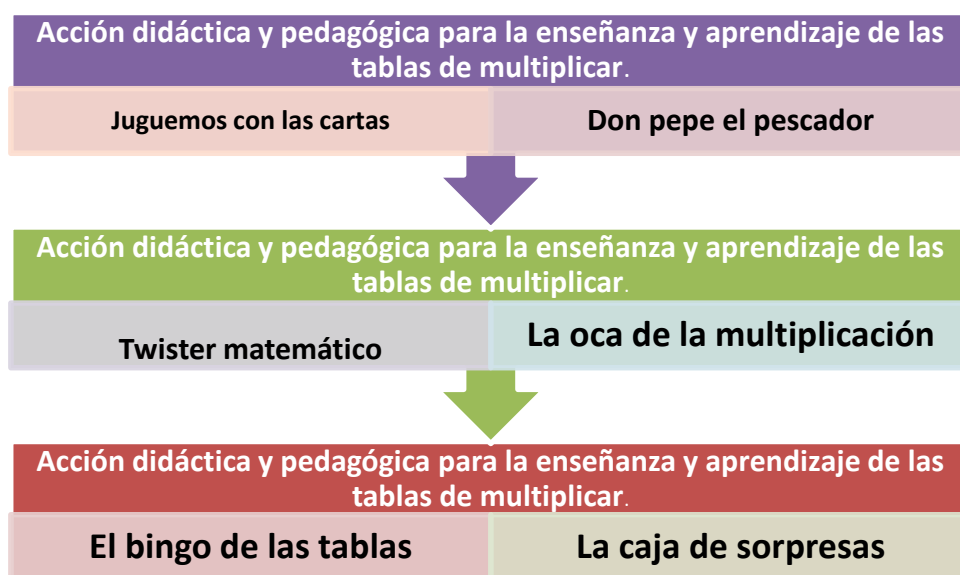 Acción didáctica y pedagógica para la enseñanza y aprendizaje de las
tablas de multiplicar.
Juguemos con las cartas
Don pepe el pescador
Acción didáctica y pedagógica para la enseñanza y aprendizaje de las
tablas de multiplicar.
Twister matemático
La oca de la multiplicación
Acción didáctica y pedagógica para la enseñanza y aprendizaje de las
tablas de multiplicar.
El bingo de las tablas
La caja de sorpresas